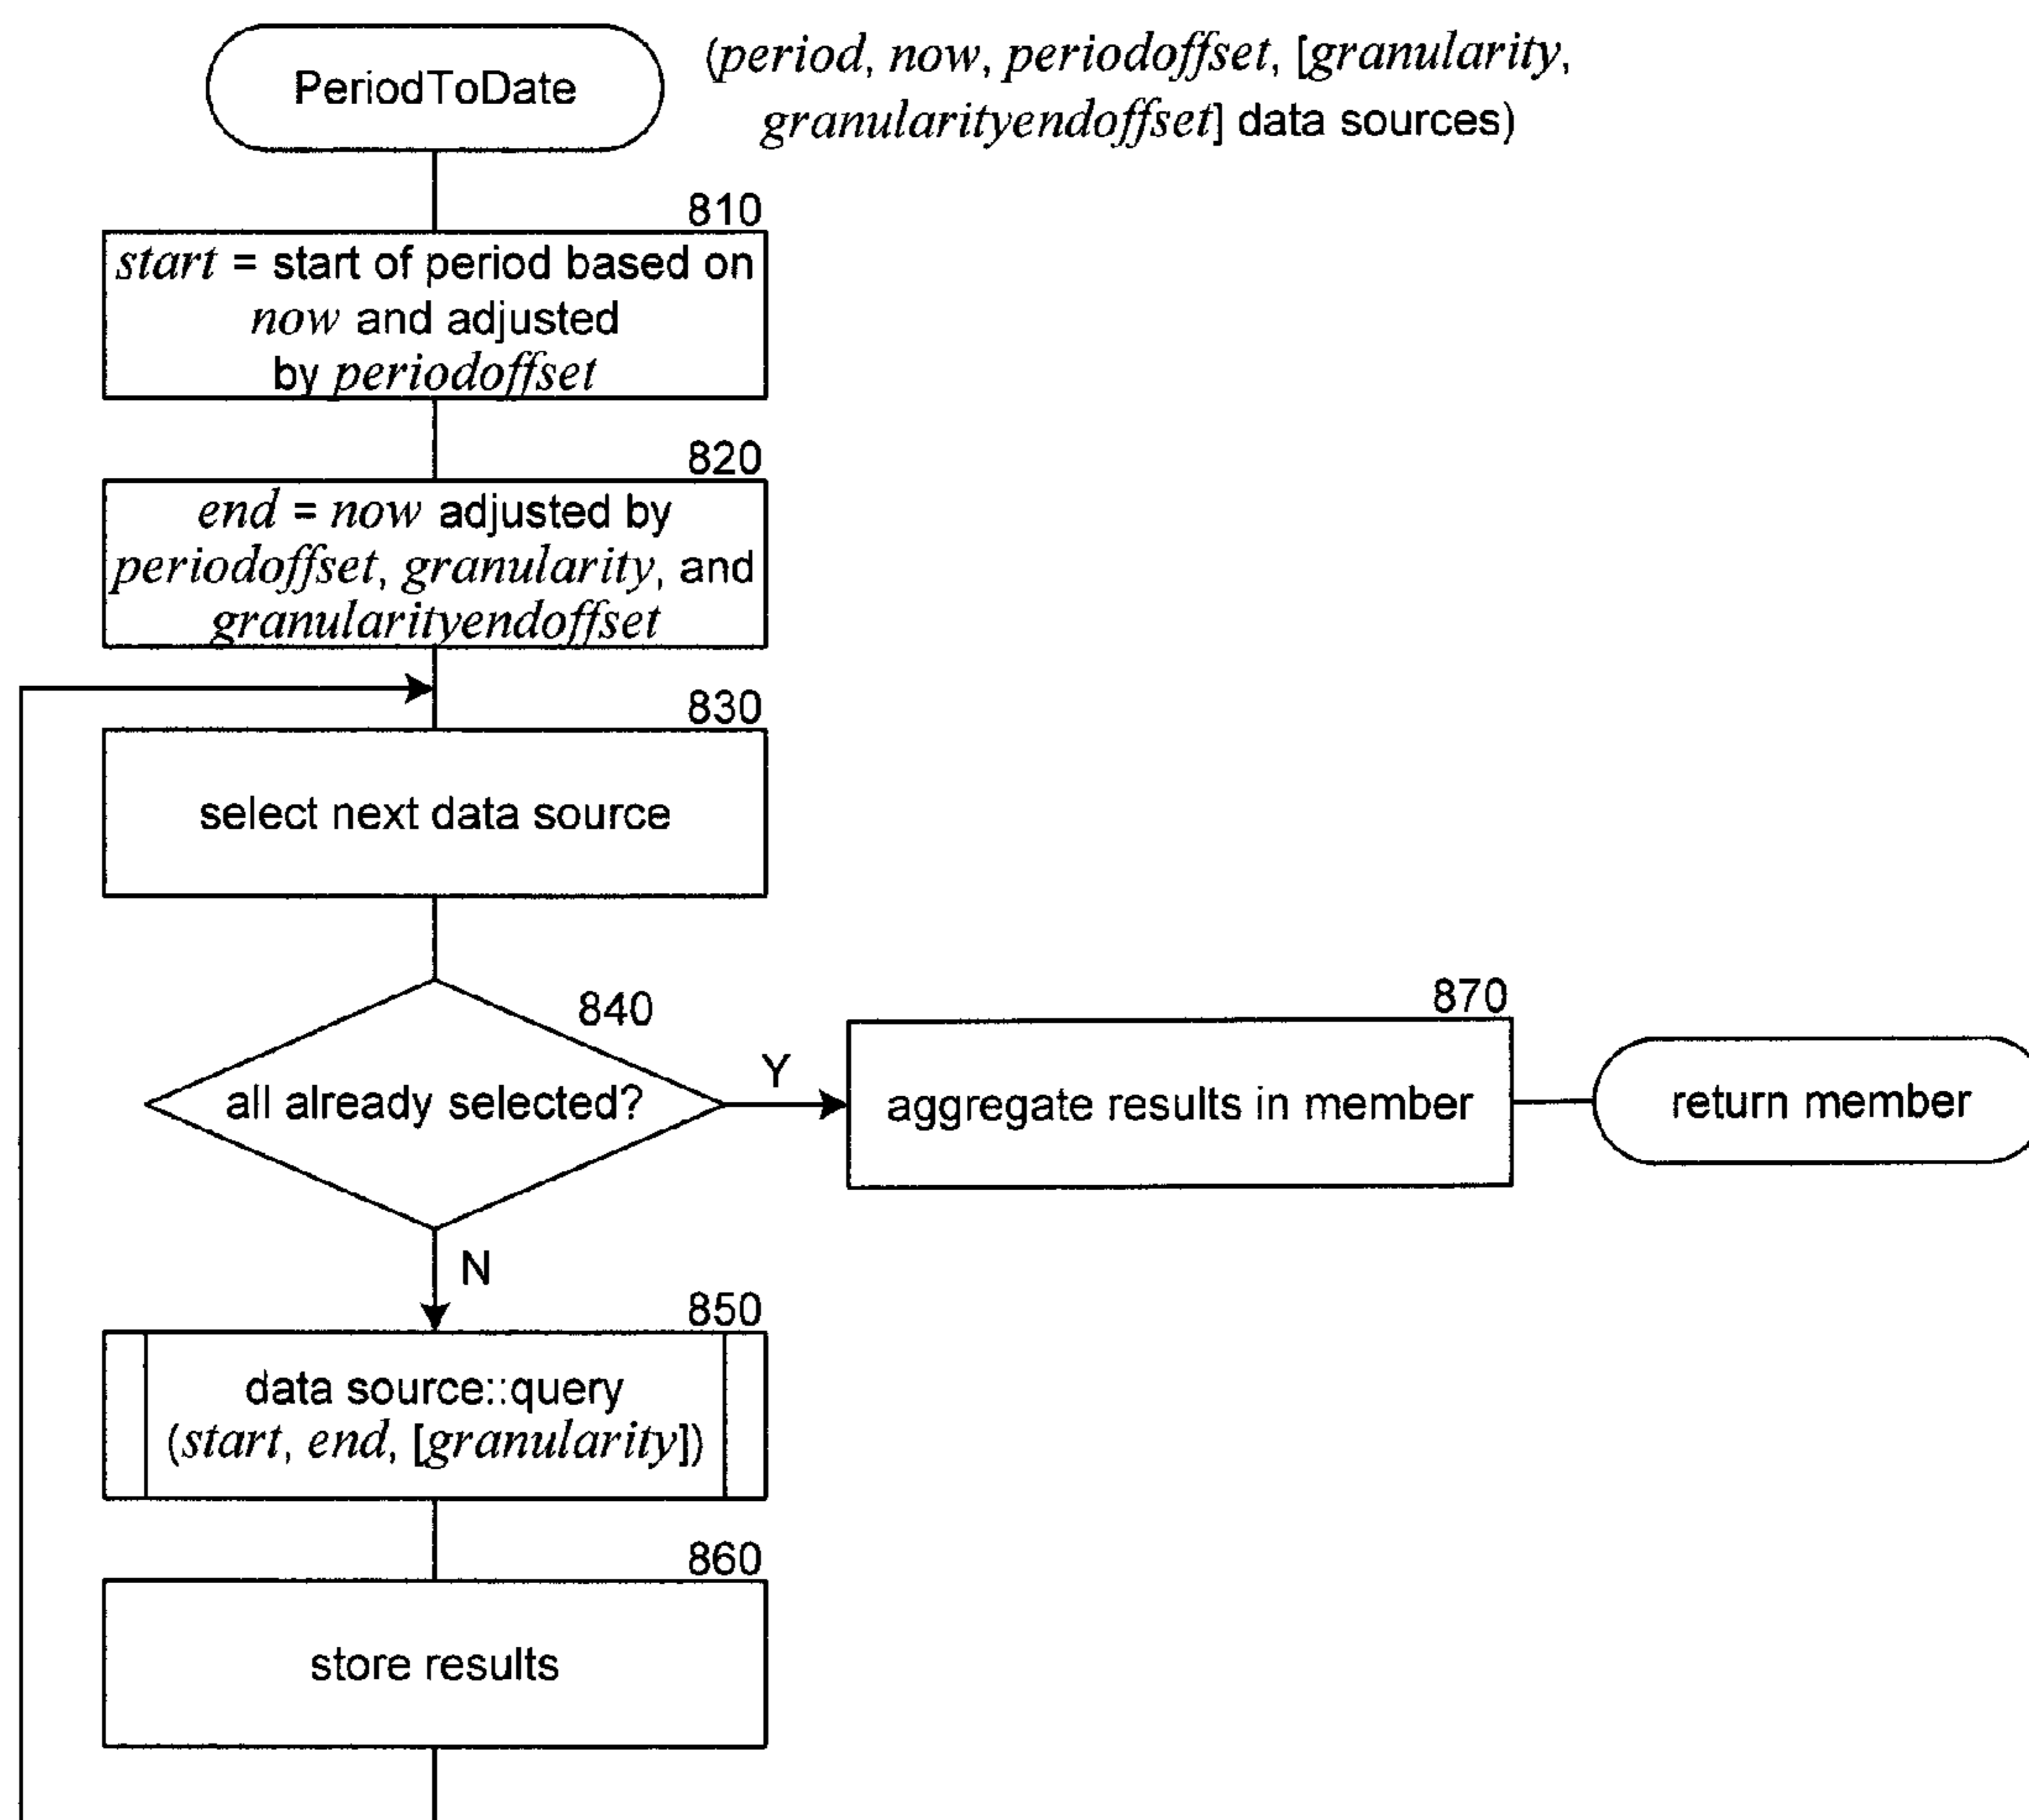 PeriodToDate
(period, now, periodoffset, [granularity,
granularityendoffset] data sources)
810
start = start of period based on
now and adjusted
by periodoffset
820
end = now adjusted by
periodoffset, granularity, and
granularityendoffset
830
select next data source
840
all already selected?
Y
870
aggregate results in member
return member
N
850
data source::query
(start, end, [granularity])
860
store results